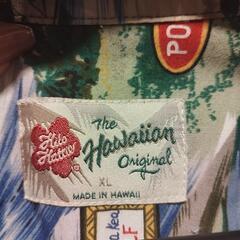 PO
The
Hawaiian
Original
Hilo
Hattie
XL
MADE IN HAWAII